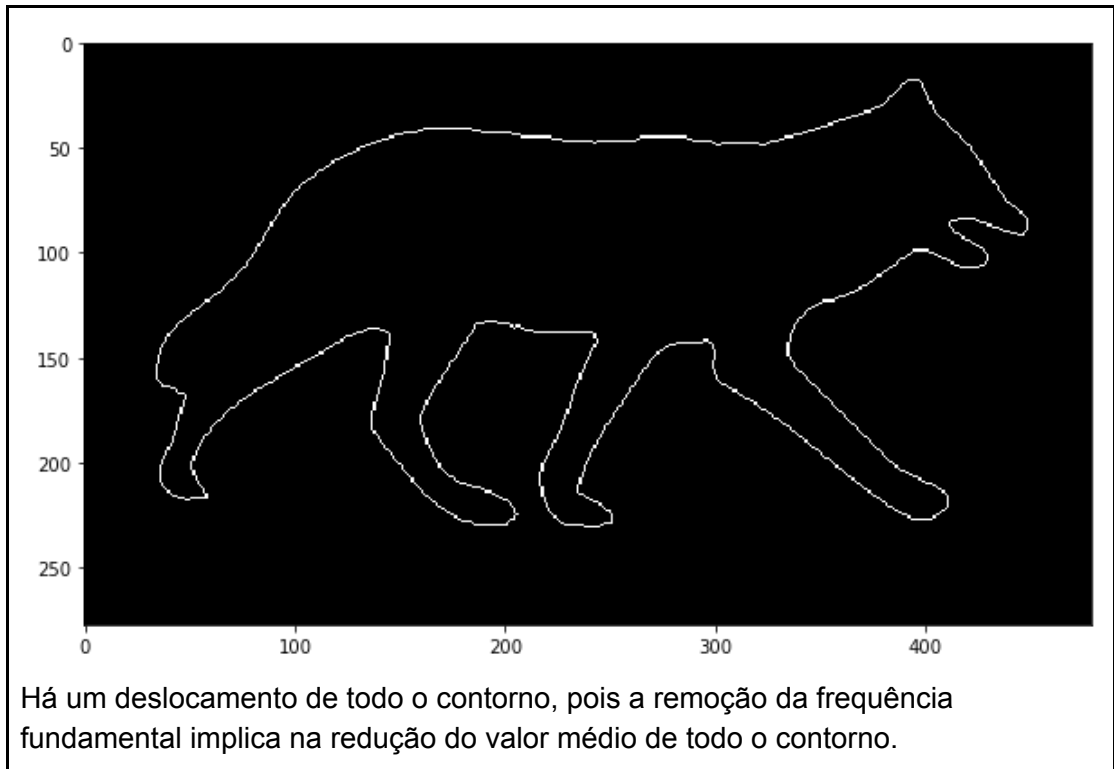 0
50
100
150
200
250
0 100 200 300 400
Há um deslocamento de todo o contorno, pois a remoção da frequência
fundamental implica na redução do valor médio de todo o contorno.